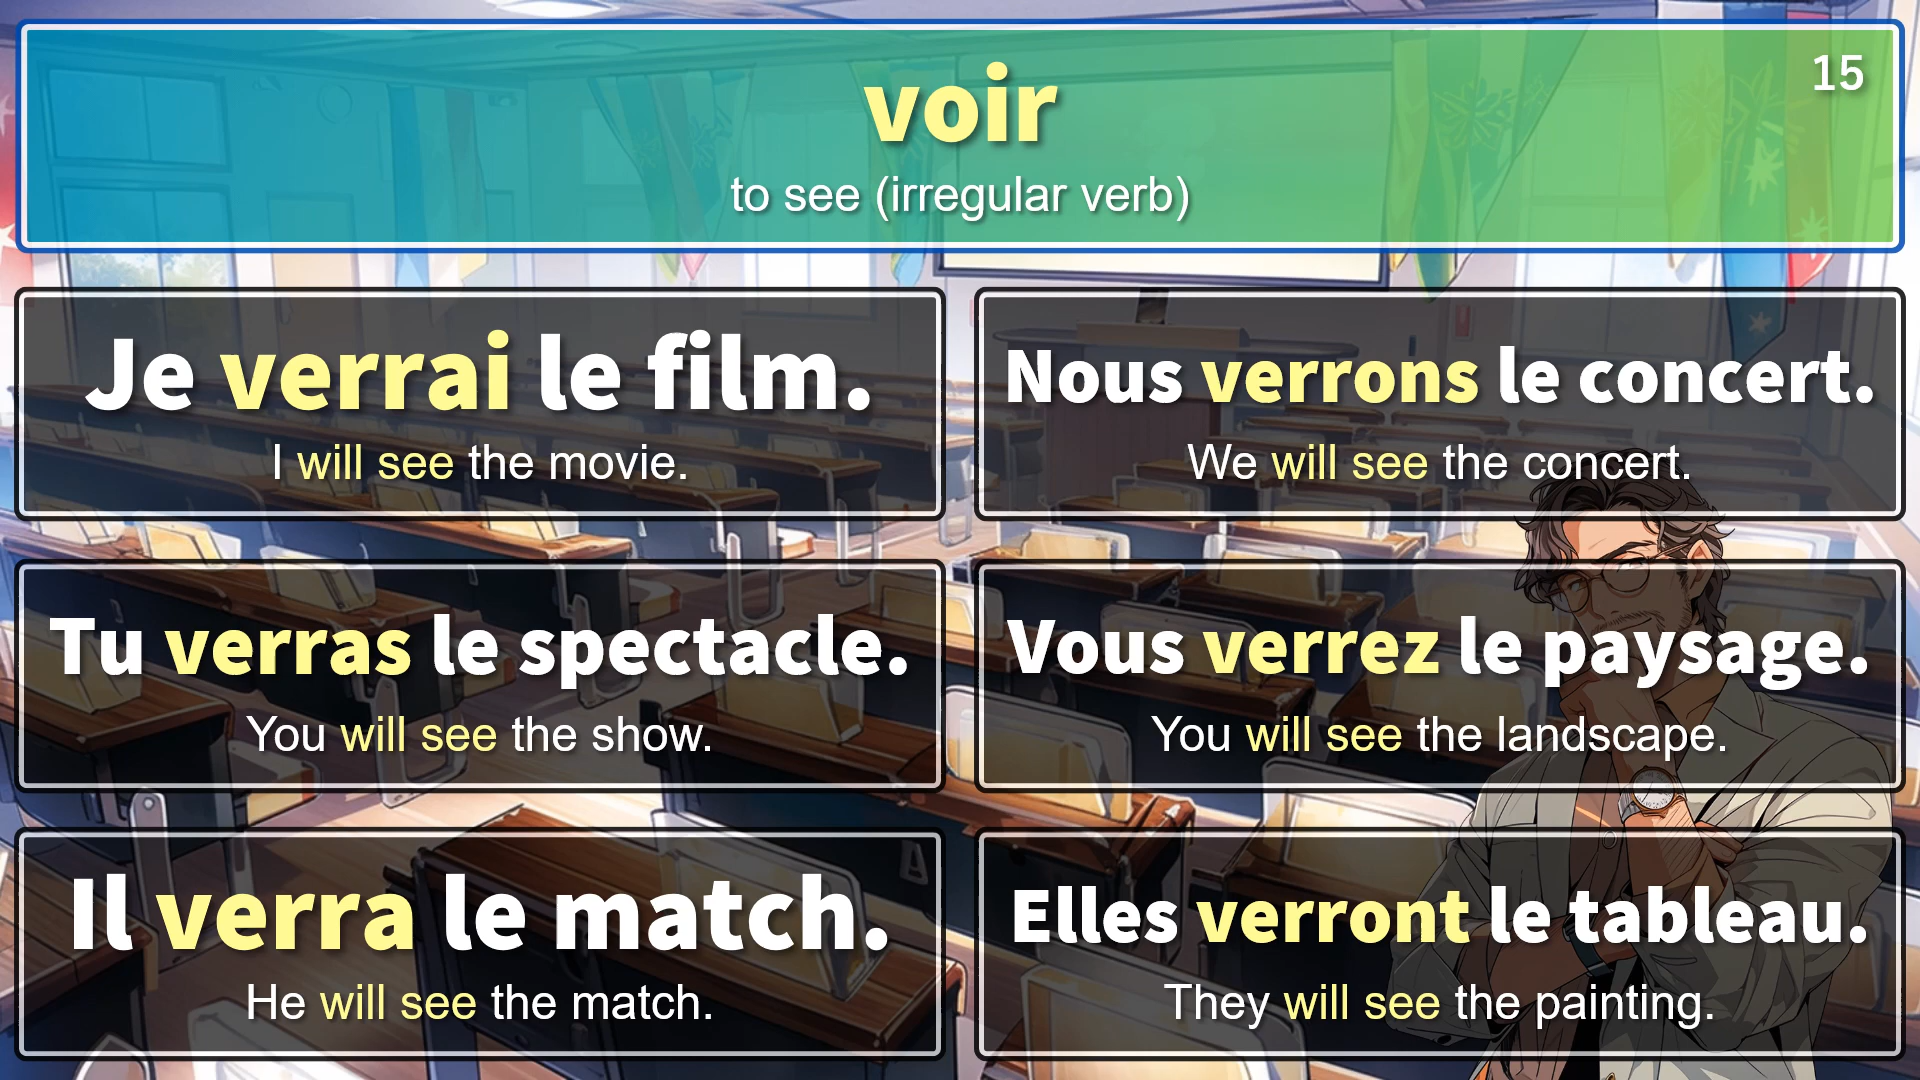 voir
15
to see (irregular verb)
Je verrai le film.
I will see the movie.
Nous verrons le concert.
We will see the concert.
Tu verras le spectacle.
You will see the show.
Vous verrez le paysage.
You will see the landscape.
Il verra le match.
He will see the match.
Elles verront le tableau.
They will see the painting.